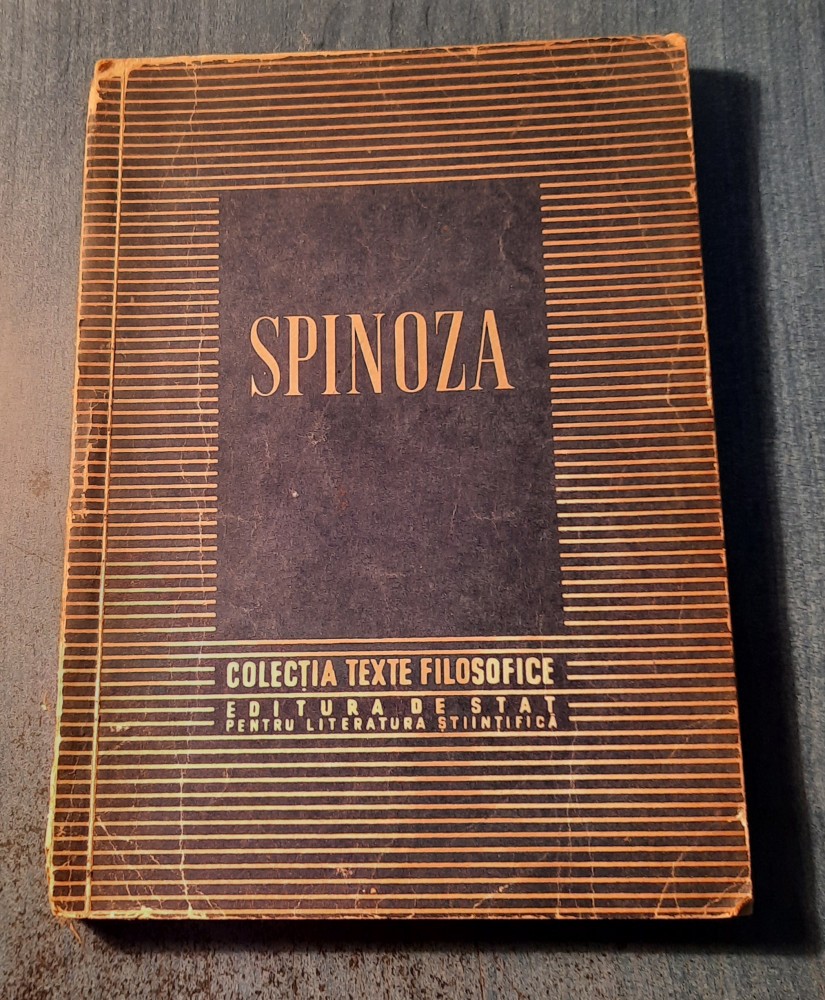 SPINOZA
COLECȚIA TEXTE FILOSOFICE
EDITURA DE STAT
PENTRU LITERATURA ȘTIINȚIFICĂ